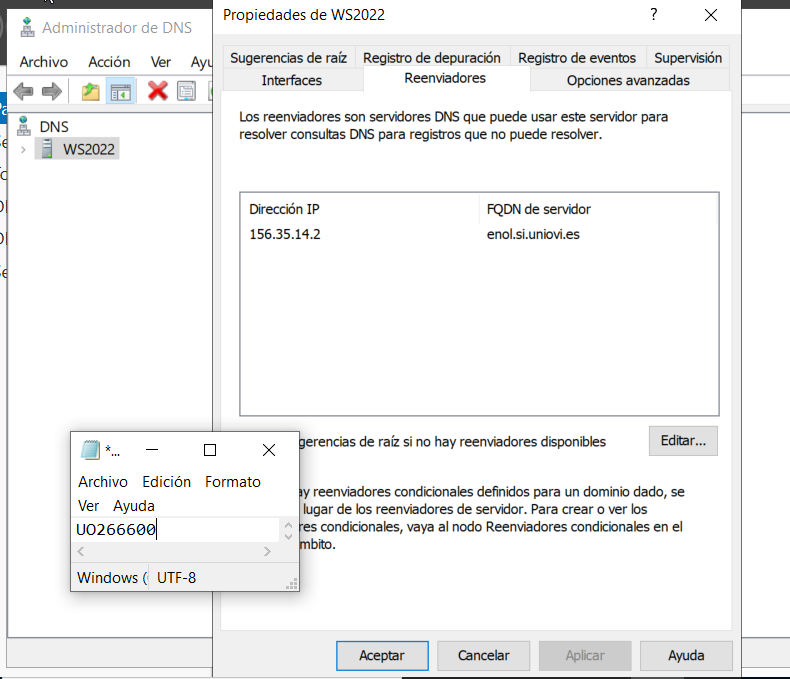 Administrador de DNS
Archivo Acción Ver Ayu
DNS
WS2022
Propiedades de WS2022
?
Sugerencias de raíz Registro de depuración Registro de eventos Supervisión
Interfaces Reenviadores Opciones avanzadas
Los reenviadores son servidores DNS que puede usar este servidor para
resolver consultas DNS para registros que no puede resolver.
Dirección IP FQDN de servidor
156.35.14.2 enol.si.uniovi.es
gerencias de raíz si no hay reenviadores disponibles
Editar...
ay reenviadores condicionales definidos para un dominio dado, se
lugar de los reenviadores de servidor. Para crear o ver los
res condicionales, vaya al nodo Reenviadores condicionales en el
mbito.
*...
Archivo Edición Formato
Ver Ayuda
UO266600
Windows ( UTF-8
Aceptar Cancelar Aplicar Ayuda